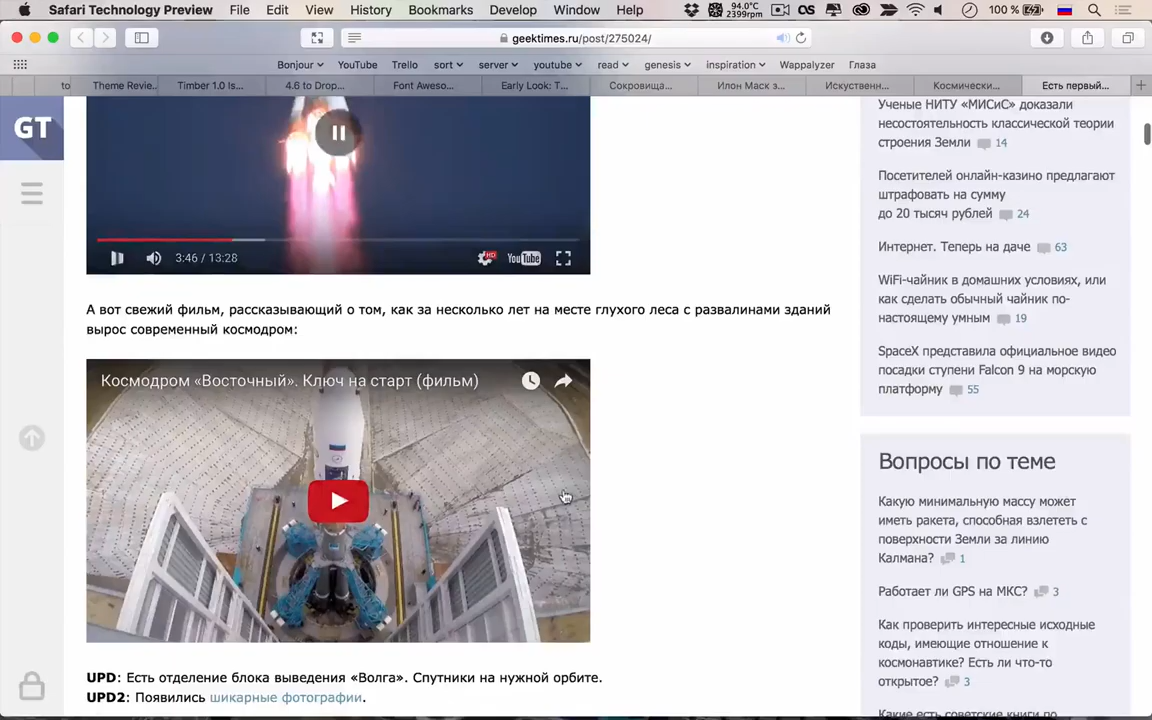 Safari Technology Preview File Edit View History Bookmarks Develop Window Help 94.0°C 2399rpm 100 %
geektimes.ru/post/275024/
Bonjour YouTube Trello sort server youtube read genesis inspiration Wappalyzer Глаза
to Theme Revie... Timber 1.0 Is... 4.6 to Drop... Font Aweso... Early Look: T... Сокровища... Илон Маск з... Искуственн... Космически... Есть первый...
GT
3:46 / 13:28
HD
YouTube
А вот свежий фильм, рассказывающий о том, как за несколько лет на месте глухого леса с развалинами зданий
вырос современный космодром:
Космодром «Восточный». Ключ на старт (фильм)
UPD: Есть отделение блока выведения «Волга». Спутники на нужной орбите.
UPD2: Появились шикарные фотографии.
Ученые НИТУ «МИСиС» доказали
несостоятельность классической теории
строения Земли 14
Посетителей онлайн-казино предлагают
штрафовать на сумму
до 20 тысяч рублей 24
Интернет. Теперь на даче 63
WiFi-чайник в домашних условиях, или
как сделать обычный чайник по-
настоящему умным 19
SpaceX представила официальное видео
посадки ступени Falcon 9 на морскую
платформу 55
Вопросы по теме
Какую минимальную массу может
иметь ракета, способная взлететь с
поверхности Земли за линию
Калмана? 1
Работает ли GPS на МКС? 3
Как проверить интересные исходные
коды, имеющие отношение к
космонавтике? Есть ли что-то
открытое? 3
Какие есть советские книги по